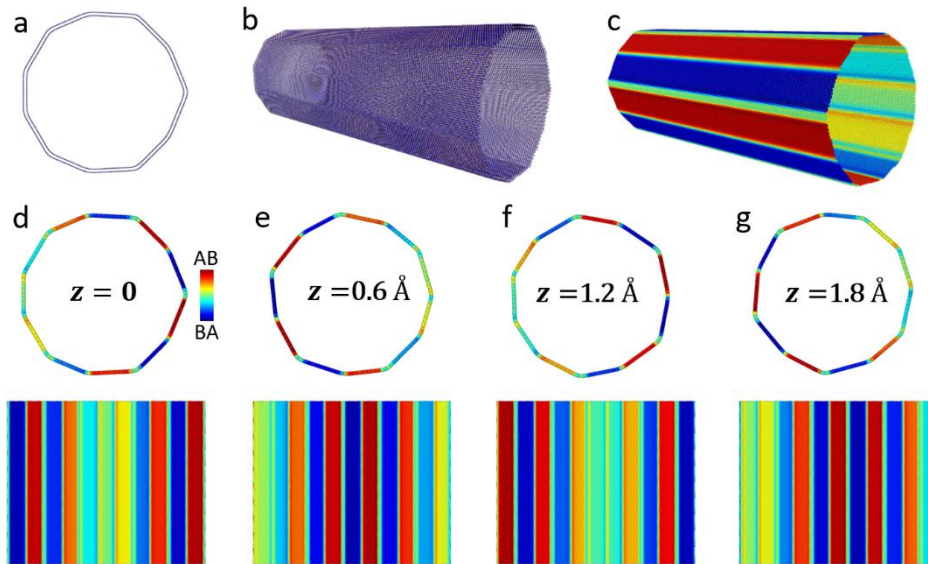 a
b
c
d
e
f
g
AB
BA
z = 0
z =0.6 Å
z =1.2 Å
z =1.8 Å